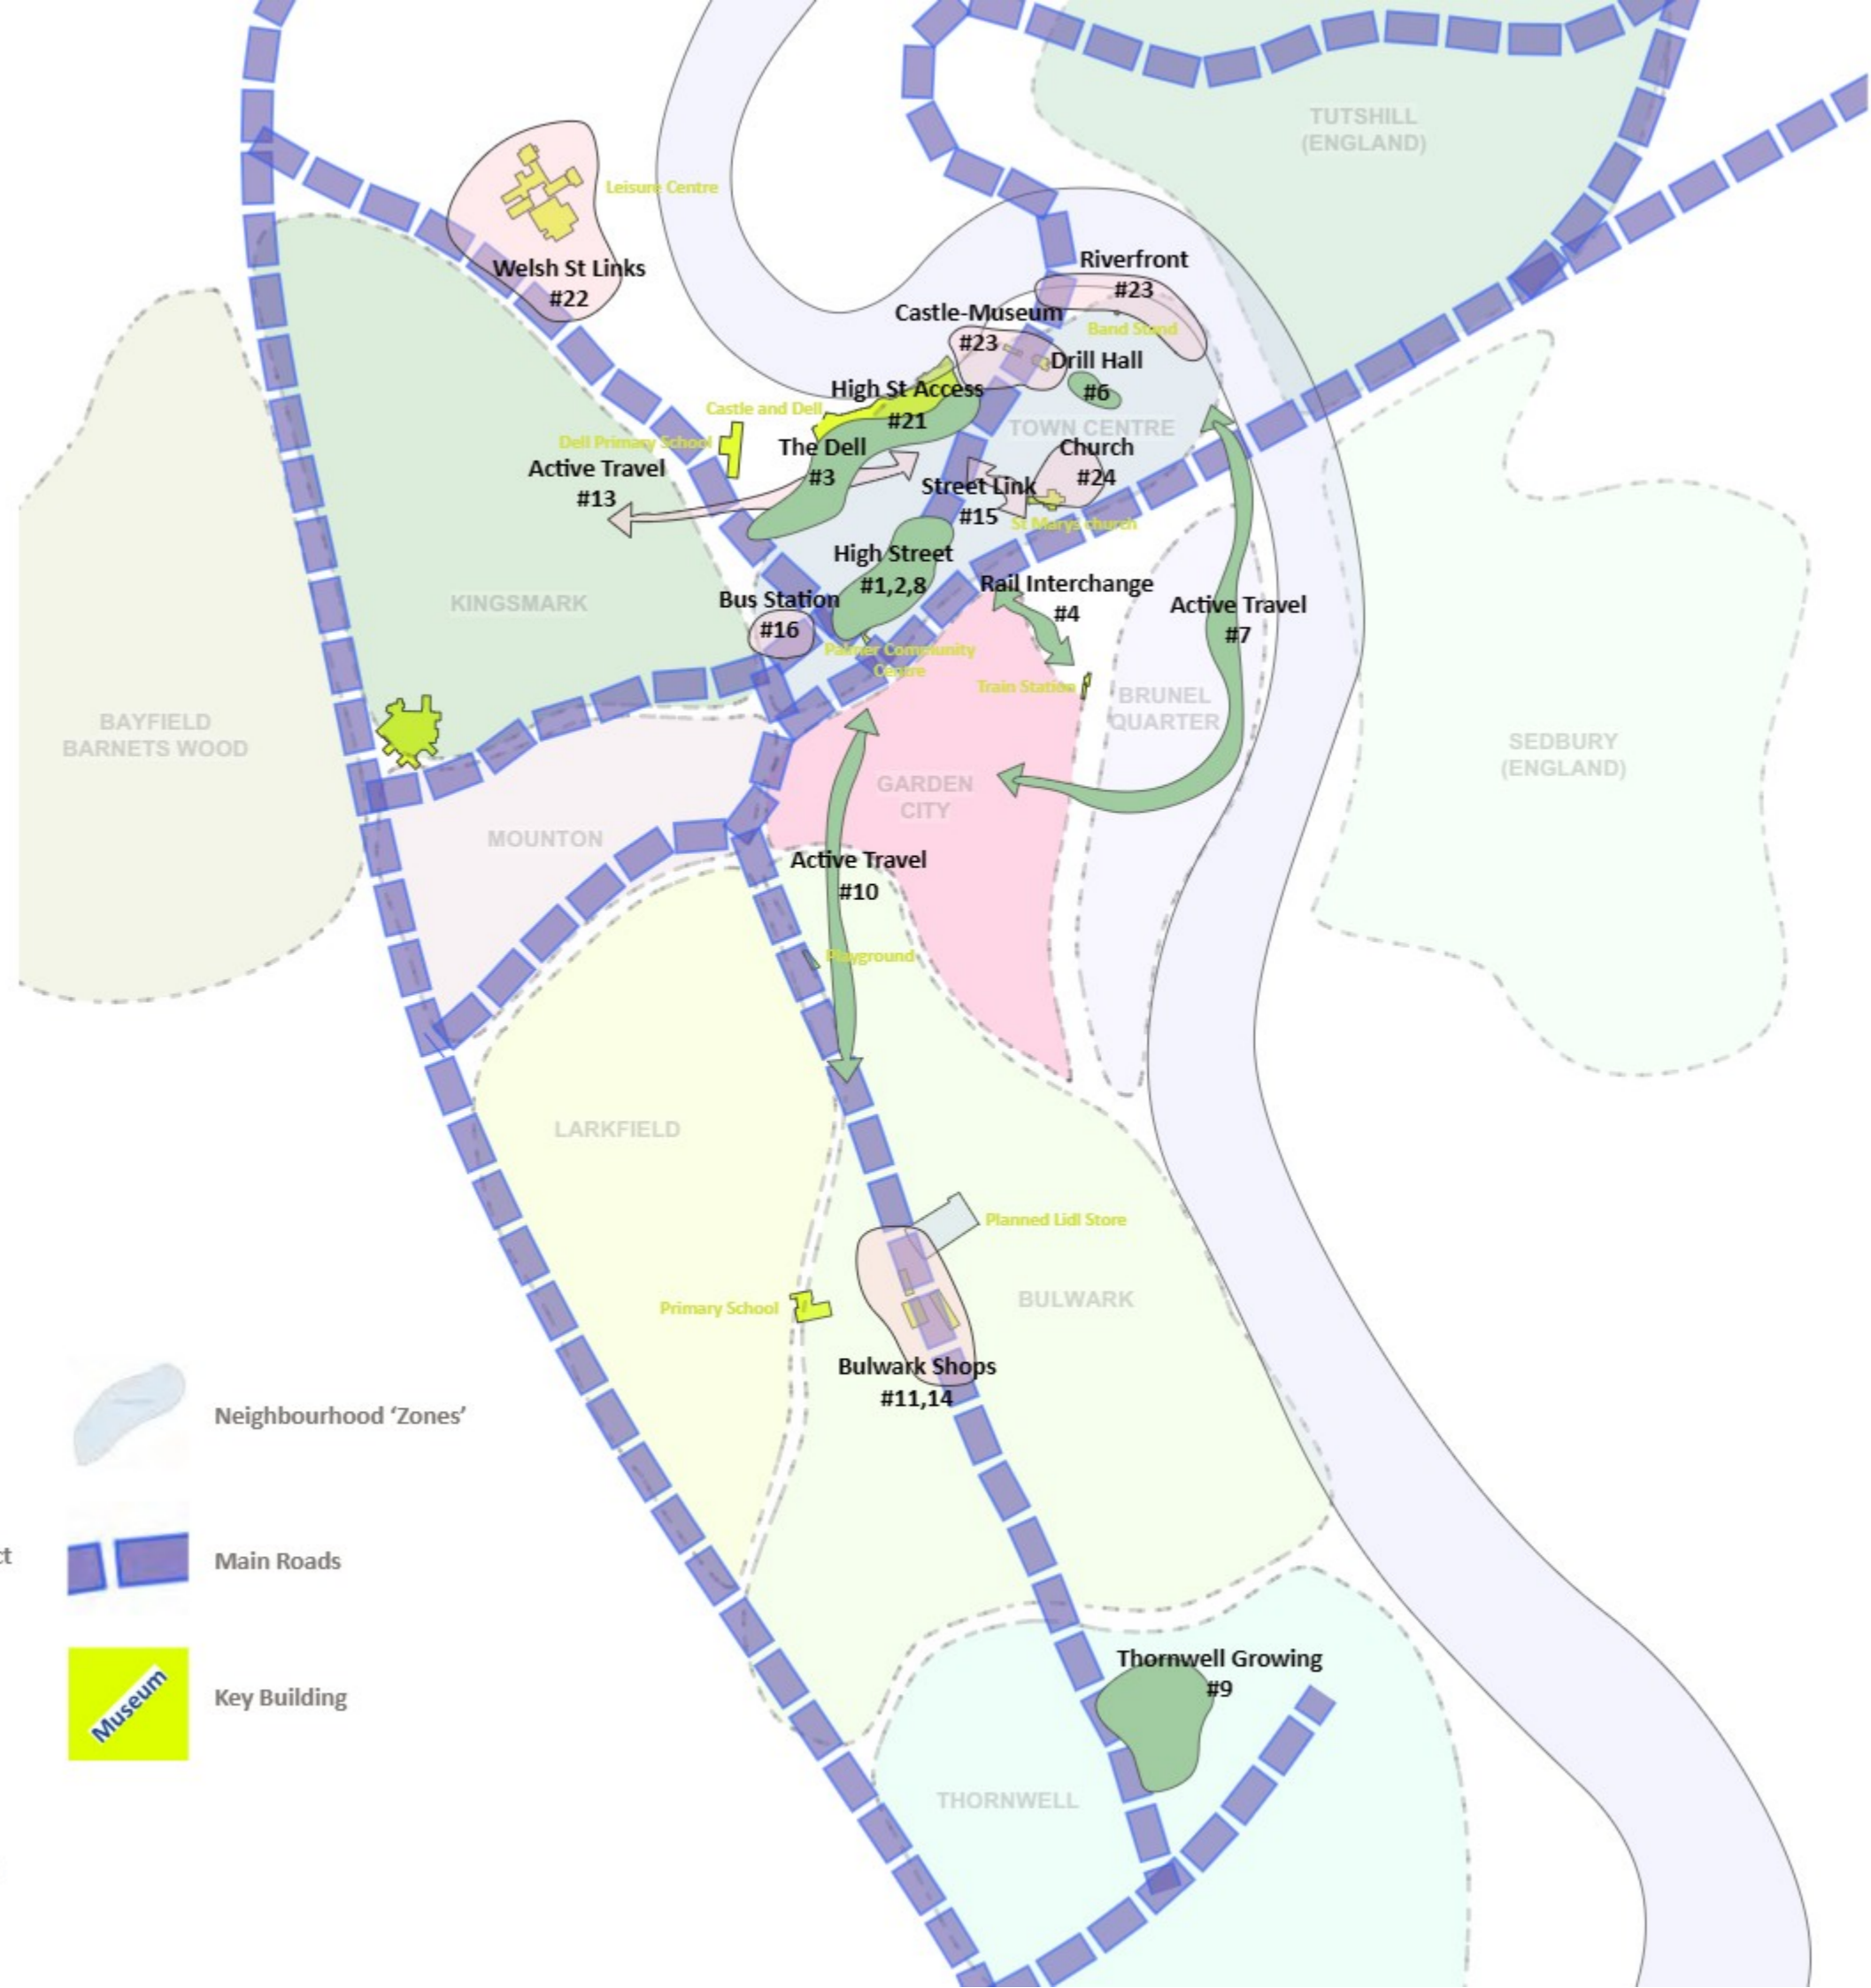 TUTSHILL
(ENGLAND)
Leisure Centre
Welsh St Links
#22
Riverfront
#23
Castle-Museum
#23
Band Stand
Drill Hall
#6
High St Access
#21
Castle and Dell
TOWN CENTRE
Dell Primary School
The Dell
#3
Church
#24
Active Travel
#13
Street Link
#15
St Marys church
High Street
#1,2,8
Rail Interchange
#4
Active Travel
#7
KINGSMARK
Bus Station
#16
Palmer Community
Centre
Train Station
BRUNEL
QUARTER
BAYFIELD
BARNETS WOOD
SEDBURY
(ENGLAND)
GARDEN
CITY
MOUNTON
Active Travel
#10
Playground
LARKFIELD
Planned Lidl Store
BULWARK
Primary School
Bulwark Shops
#11,14
Neighbourhood ‘Zones’
Main Roads
Museum
Key Building
Thornwell Growing
#9
THORNWELL